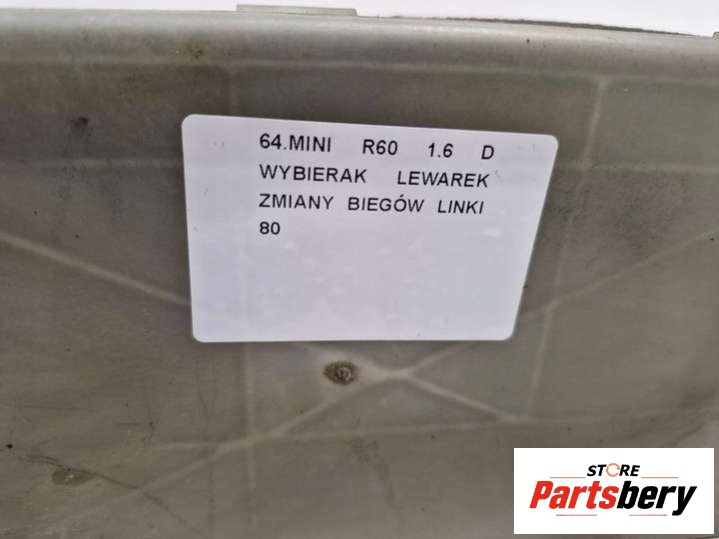 64.MINI R60 1.6 D
WYBIERAK LEWAREK
ZMIANY BIEGÓW LINKI
80
STORE
Partsbery